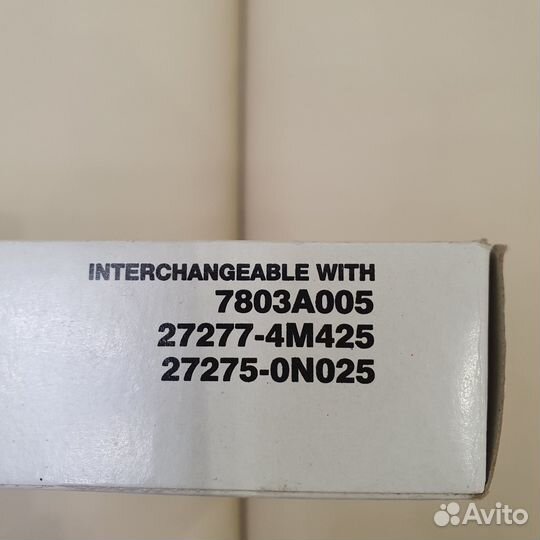 INTERCHANGEABLE WITH
7803A005
27277-4M425
27275-0N025
Avito